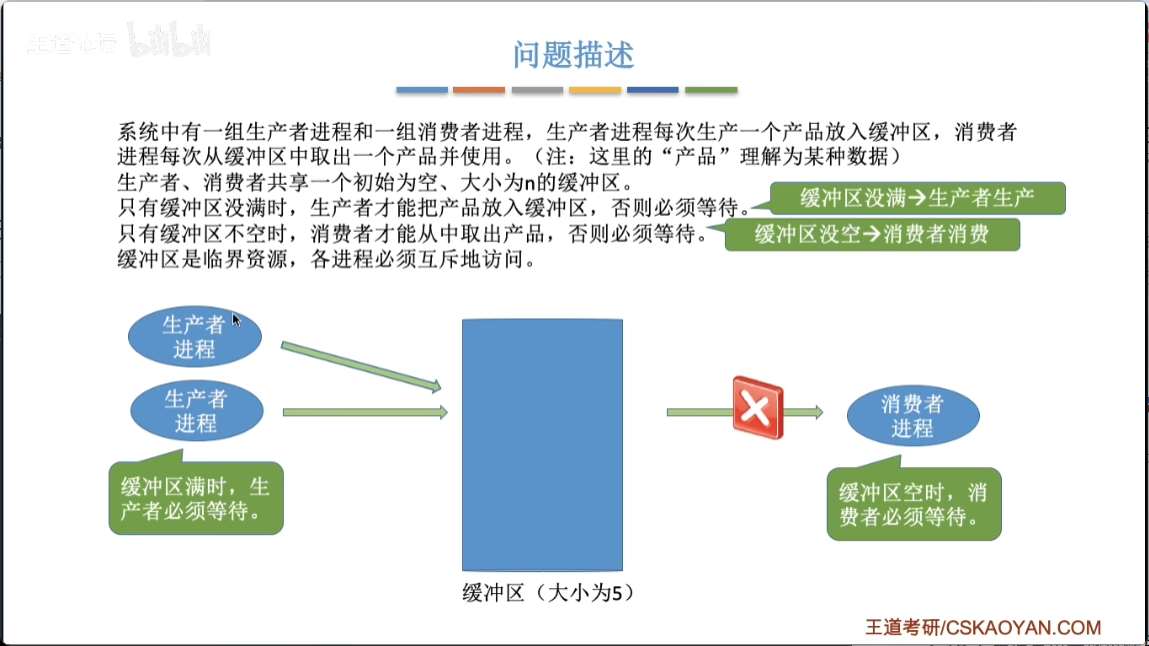 王道论坛 bilibili
问题描述
系统中有一组生产者进程和一组消费者进程，生产者进程每次生产一个产品放入缓冲区，消费者
进程每次从缓冲区中取出一个产品并使用。（注：这里的“产品”理解为某种数据）
生产者、消费者共享一个初始为空、大小为n的缓冲区。
只有缓冲区没满时，生产者才能把产品放入缓冲区，否则必须等待。
缓冲区没满→生产者生产
只有缓冲区不空时，消费者才能从中取出产品，否则必须等待。
缓冲区没空→消费者消费
缓冲区是临界资源，各进程必须互斥地访问。
生产者
进程
生产者
进程
缓冲区满时，生
产者必须等待。
消费者
进程
缓冲区空时，消
费者必须等待。
缓冲区（大小为5）
王道考研/CSKAOYAN.COM